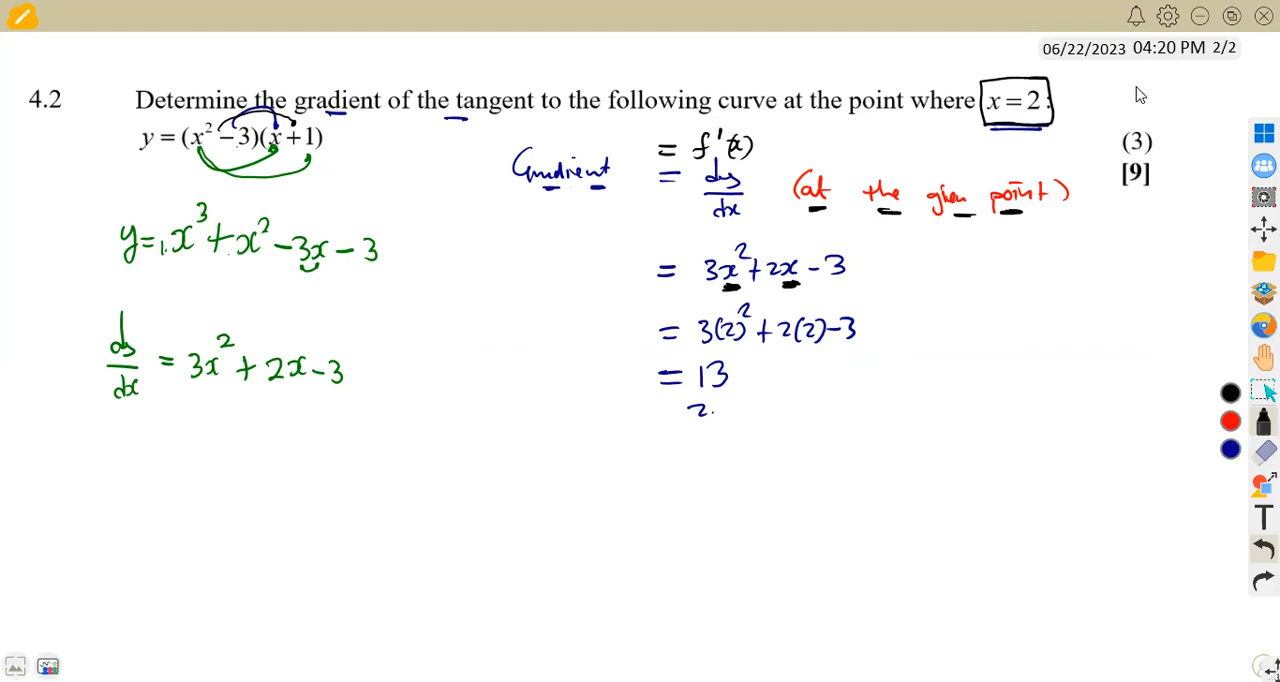 06/22/2023 04:20 PM 2/2
4.2 Determine the gradient of the tangent to the following curve at the point where x = 2:
y = (x² − 3)(x + 1)
(3)
[9]
Gradient = f'(x)
= dy/dx (at the given point)
y = 1.x³ + x² − 3x − 3
= 3x² + 2x − 3
= 3(2)² + 2(2) − 3
dy/dx = 3x² + 2x − 3
= 13
2.
T